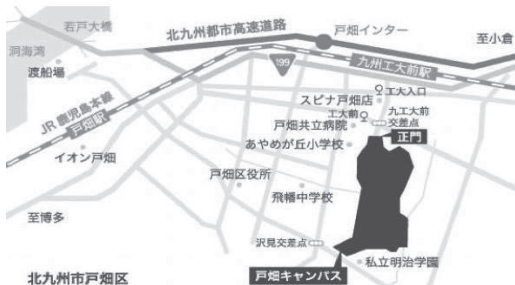 若戸大橋
北九州都市高速道路
戸畑インター
至小倉
洞海湾
渡船場
199
九州工大前駅
工大入口
スピナ戸畑店
JR 鹿児島本線
戸畑駅
工大前
九工大前
交差点
戸畑共立病院
正門
イオン戸畑
あやめが丘小学校
戸畑区役所
飛幡中学校
至博多
沢見交差点
私立明治学園
北九州市戸畑区
戸畑キャンパス